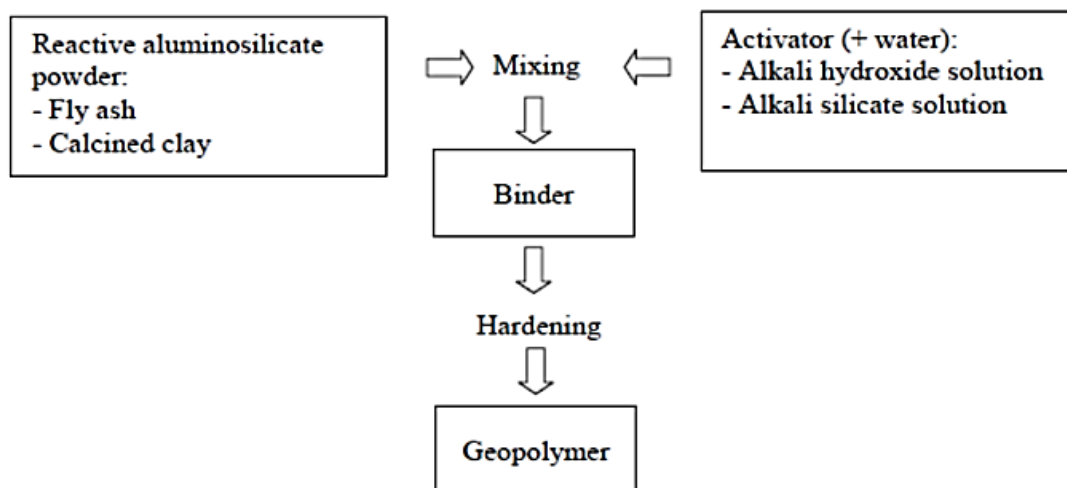 Reactive aluminosilicate
powder:
- Fly ash
- Calcined clay
Mixing
Activator (+ water):
- Alkali hydroxide solution
- Alkali silicate solution
Binder
Hardening
Geopolymer